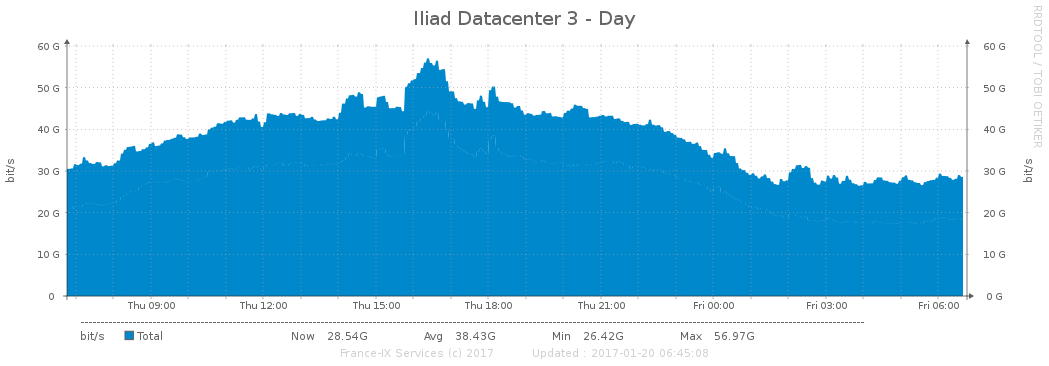 Iliad Datacenter 3 - Day
RRDTOOL / TOBI OETIKER
60 G 60 G
50 G 50 G
40 G 40 G
30 G 30 G
20 G 20 G
10 G 10 G
0 0 G
bit/s bit/s
Thu 09:00 Thu 12:00 Thu 15:00 Thu 18:00 Thu 21:00 Fri 00:00 Fri 03:00 Fri 06:00
bit/s Total Now 28.54G Avg 38.43G Min 26.42G Max 56.97G
France-IX Services (c) 2017 Updated : 2017-01-20 06:45:08